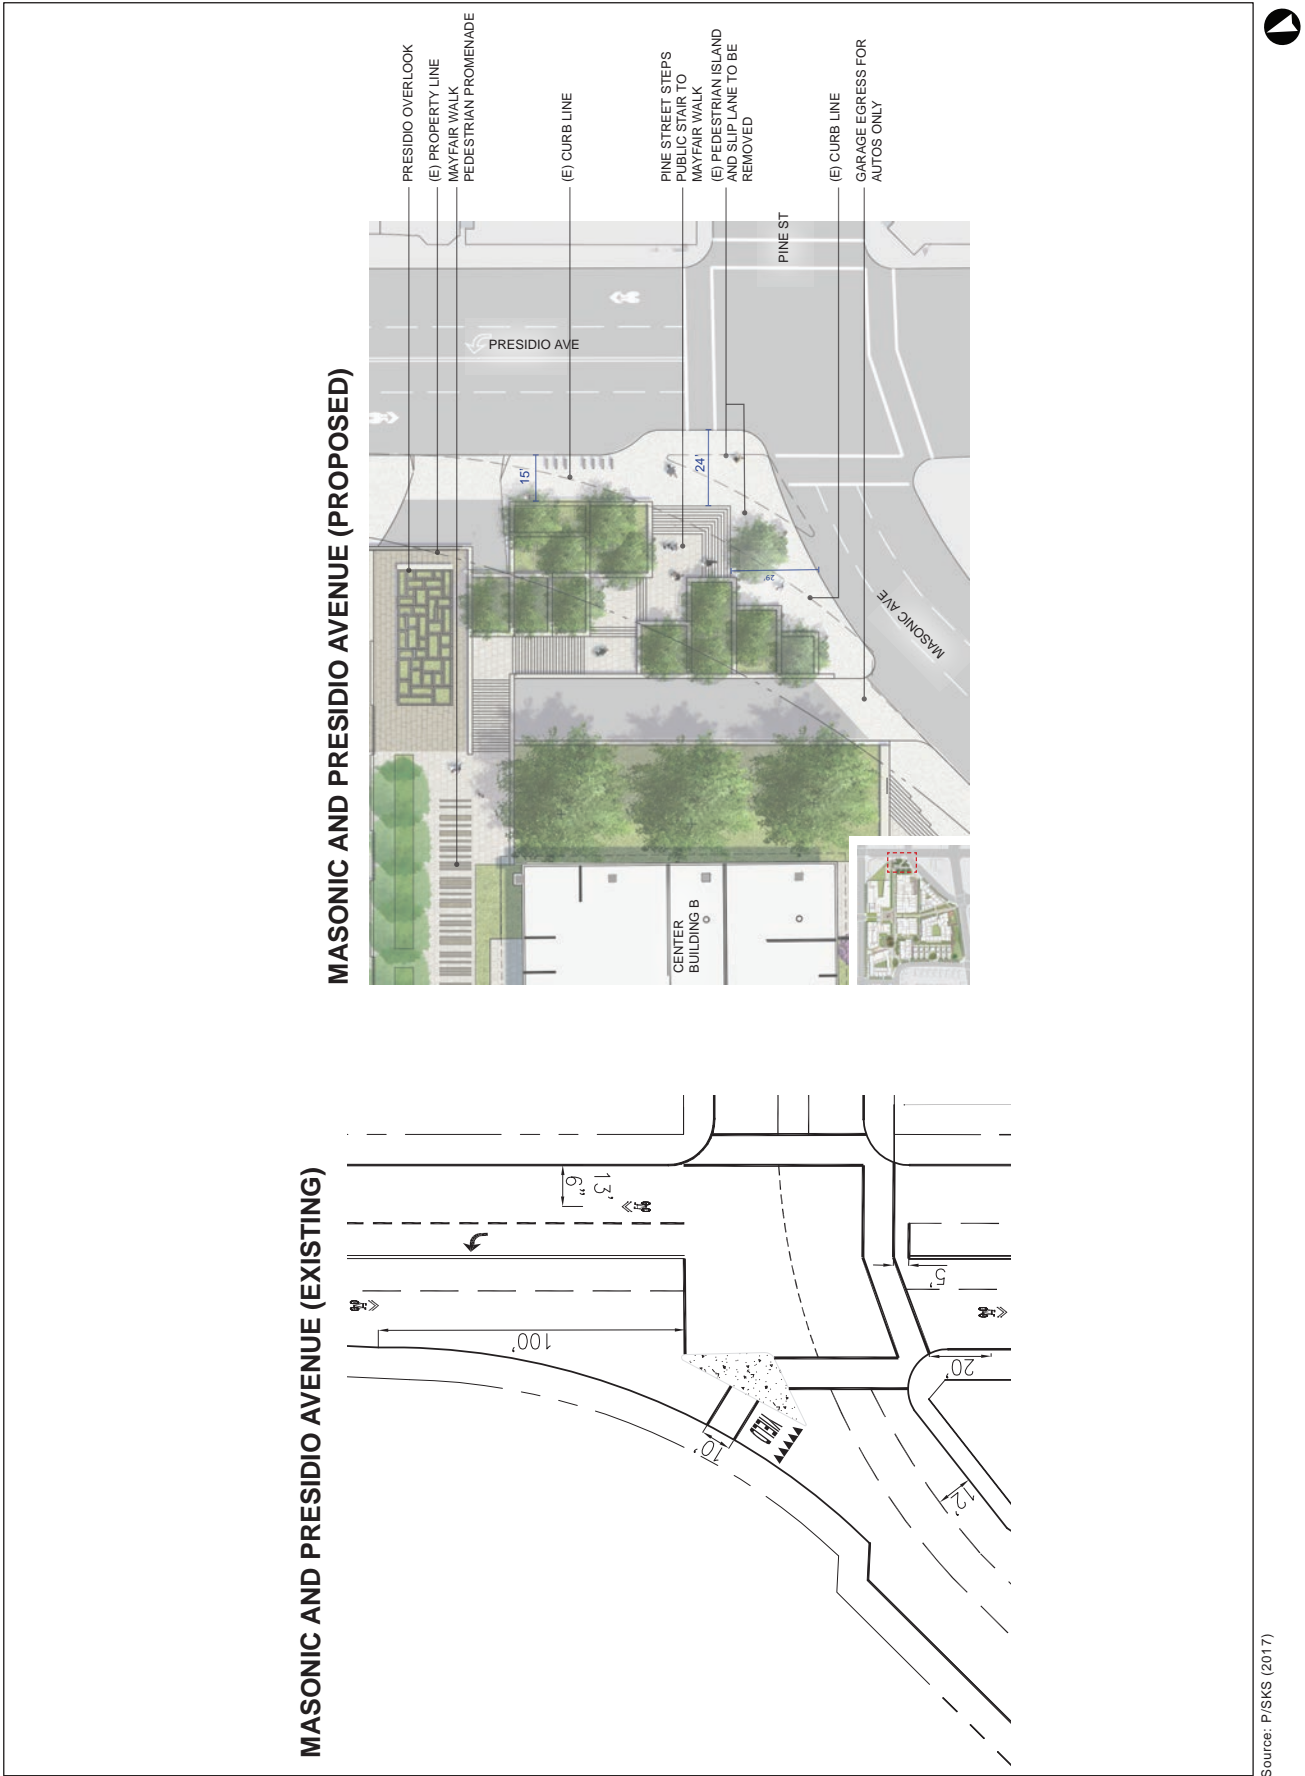 MASONIC AND PRESIDIO AVENUE (EXISTING)
13'
6"
100'
10'
YIELD
5'
20'
12'
MASONIC AND PRESIDIO AVENUE (PROPOSED)
PRESIDIO OVERLOOK
(E) PROPERTY LINE
MAYFAIR WALK
PEDESTRIAN PROMENADE
(E) CURB LINE
PINE STREET STEPS
PUBLIC STAIR TO
MAYFAIR WALK
(E) PEDESTRIAN ISLAND
AND SLIP LANE TO BE
REMOVED
(E) CURB LINE
GARAGE EGRESS FOR
AUTOS ONLY
PRESIDIO AVE
PINE ST
15'
24'
29'
MASONIC AVE
CENTER
BUILDING B
Source: P/SKS (2017)